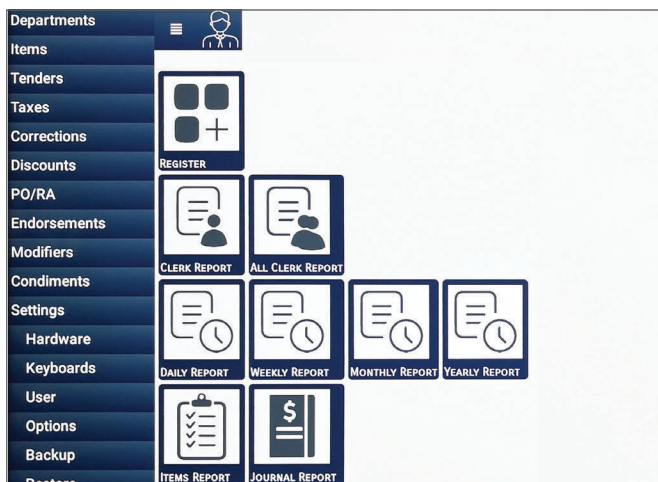 Departments
Items
Tenders
Taxes
Corrections
Discounts
PO/RA
Endorsements
Modifiers
Condiments
Settings
Hardware
Keyboards
User
Options
Backup
REGISTER
CLERK REPORT
ALL CLERK REPORT
DAILY REPORT
WEEKLY REPORT
MONTHLY REPORT
YEARLY REPORT
ITEMS REPORT
$
JOURNAL REPORT